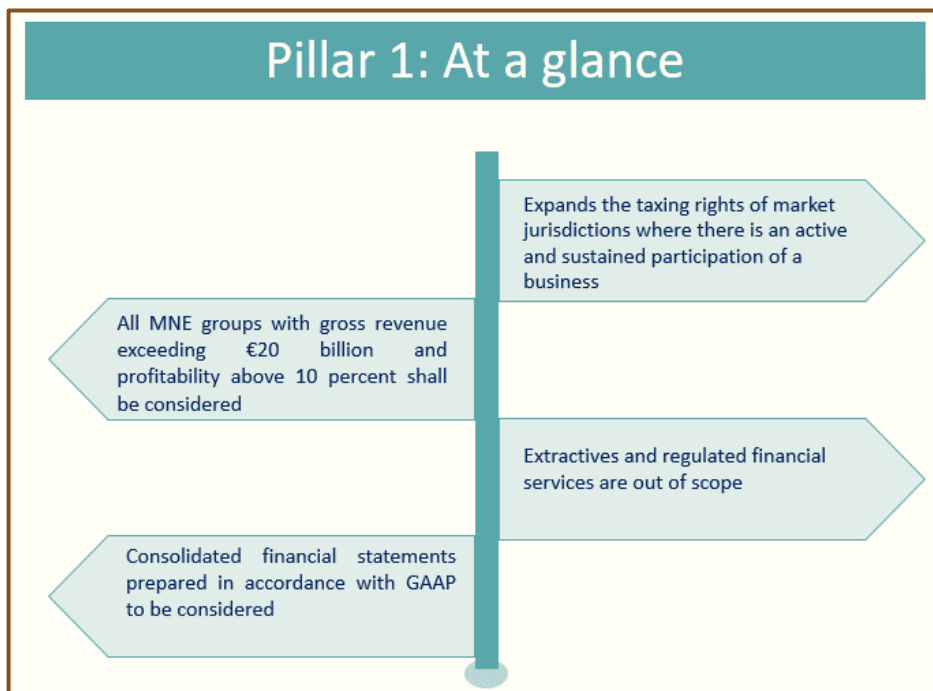 Pillar 1: At a glance
Expands the taxing rights of market
jurisdictions where there is an active
and sustained participation of a
business
All MNE groups with gross revenue
exceeding €20 billion and
profitability above 10 percent shall
be considered
Extractives and regulated financial
services are out of scope
Consolidated financial statements
prepared in accordance with GAAP
to be considered